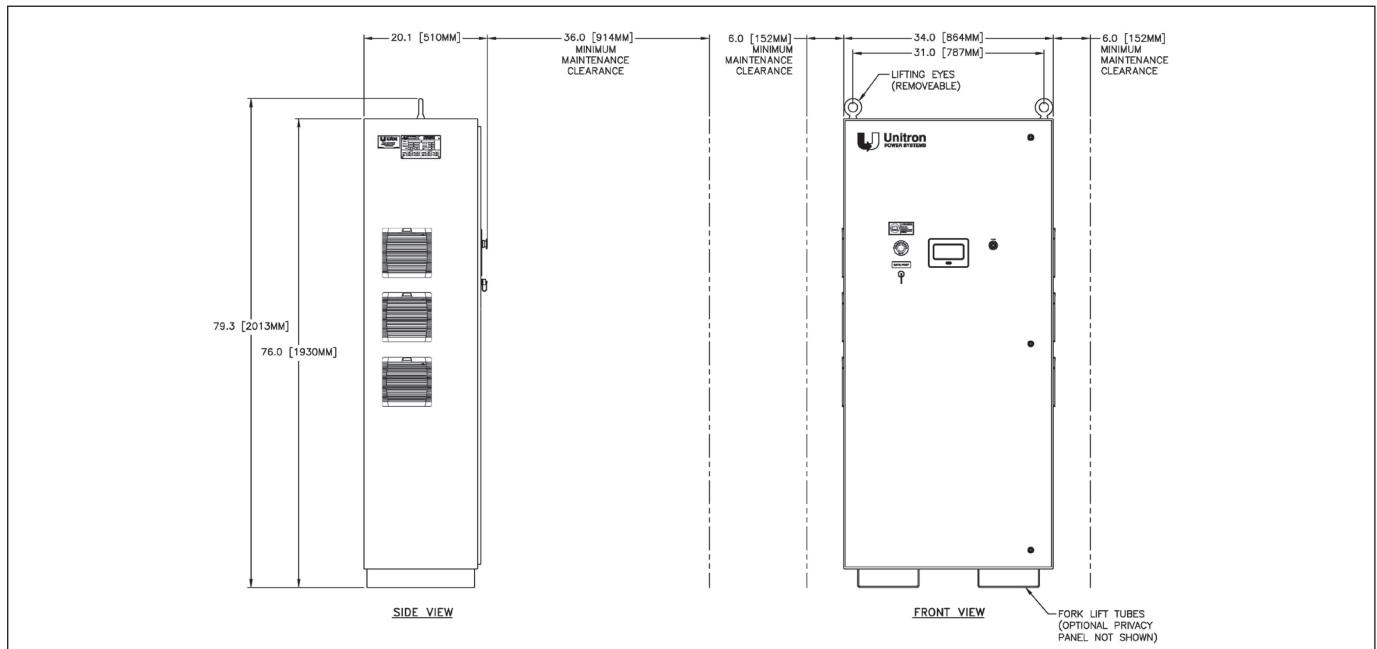 20.1 [510MM]
36.0 [914MM]
MINIMUM
MAINTENANCE
CLEARANCE
6.0 [152MM]
MINIMUM
MAINTENANCE
CLEARANCE
34.0 [864MM]
31.0 [787MM]
6.0 [152MM]
MINIMUM
MAINTENANCE
CLEARANCE
LIFTING EYES
(REMOVEABLE)
Unitron
POWER SYSTEMS
79.3 [2013MM]
76.0 [1930MM]
SIDE VIEW
FRONT VIEW
FORK LIFT TUBES
(OPTIONAL PRIVACY
PANEL NOT SHOWN)